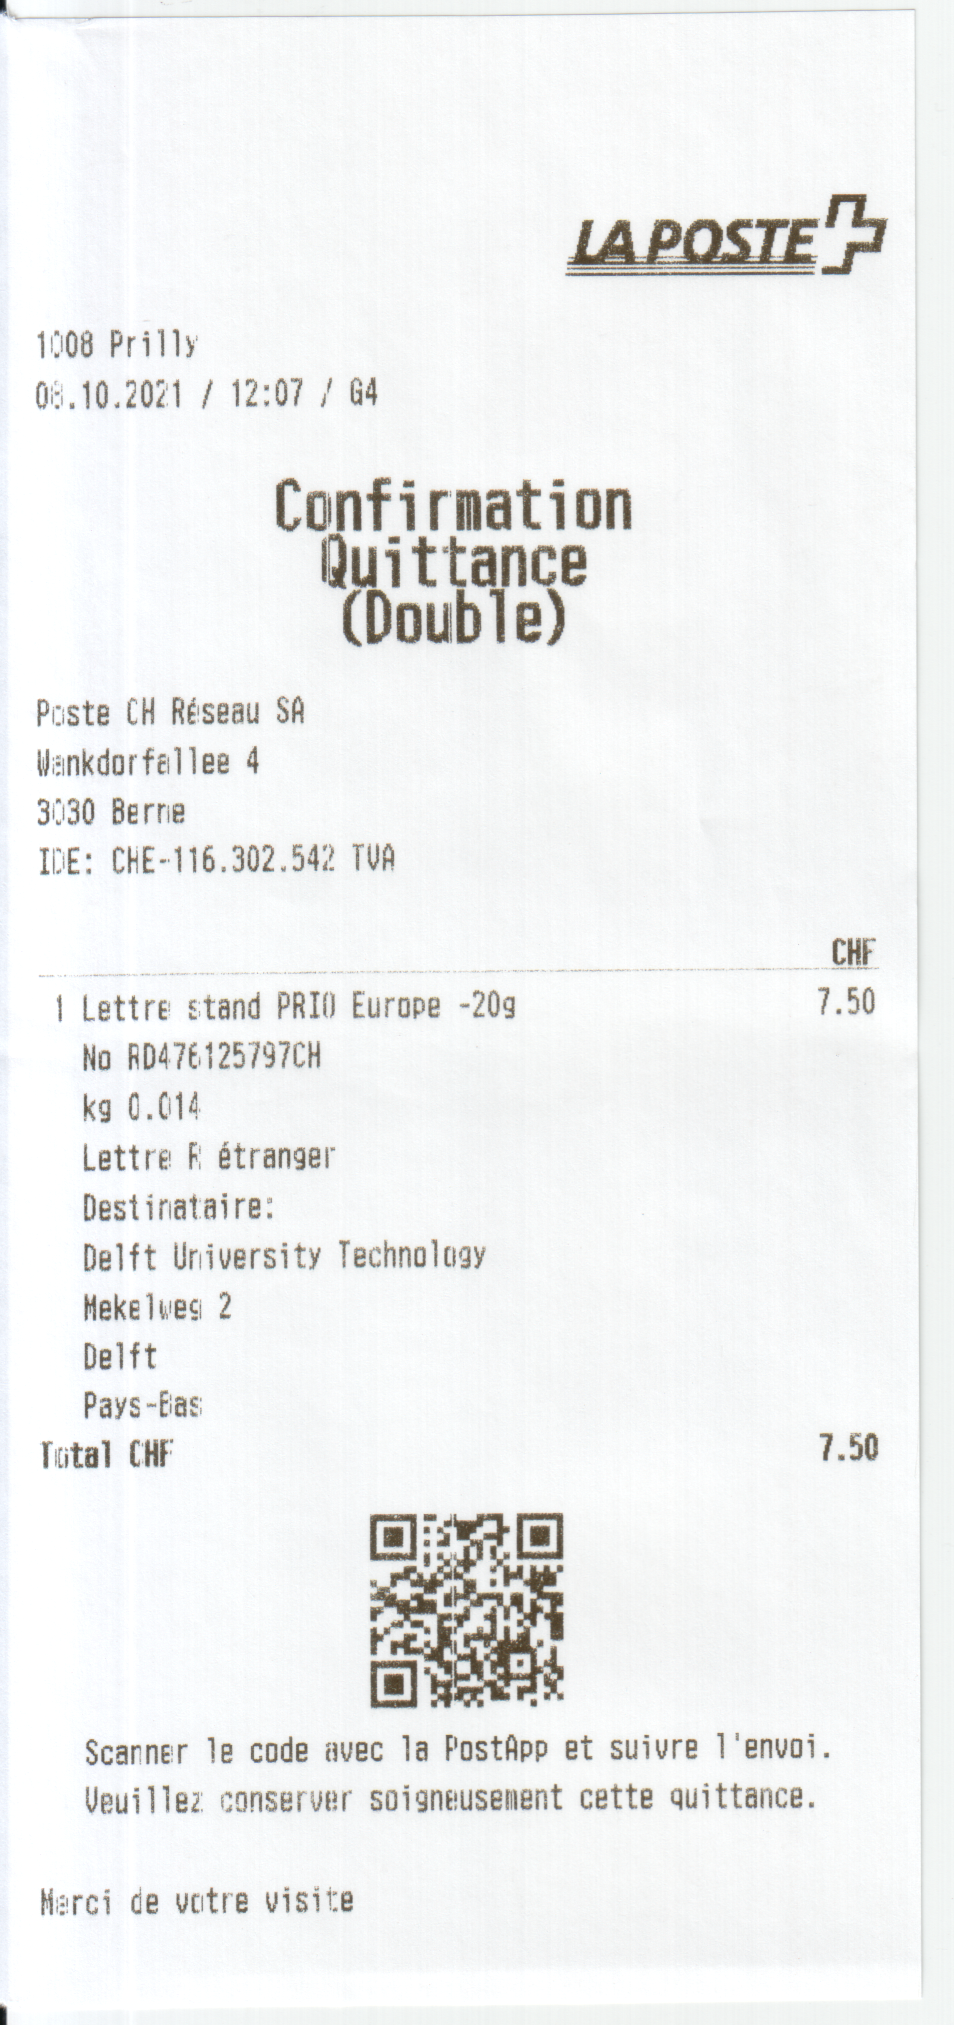 LA POSTE
1008 Prilly
08.10.2021 / 12:07 / G4
Confirmation
Quittance
(Double)
Poste CH Réseau SA
Wankdorfallee 4
3030 Berne
IDE: CHE-116.302.542 TVA
CHF
1 Lettre stand PRIO Europe -20g 7.50
No RD476125797CH
kg 0.014
Lettre R étranger
Destinataire:
Delft University Technology
Mekelweg 2
Delft
Pays-Bas
Total CHF 7.50
Scanner le code avec la PostApp et suivre l'envoi.
Veuillez conserver soigneusement cette quittance.
Merci de votre visite